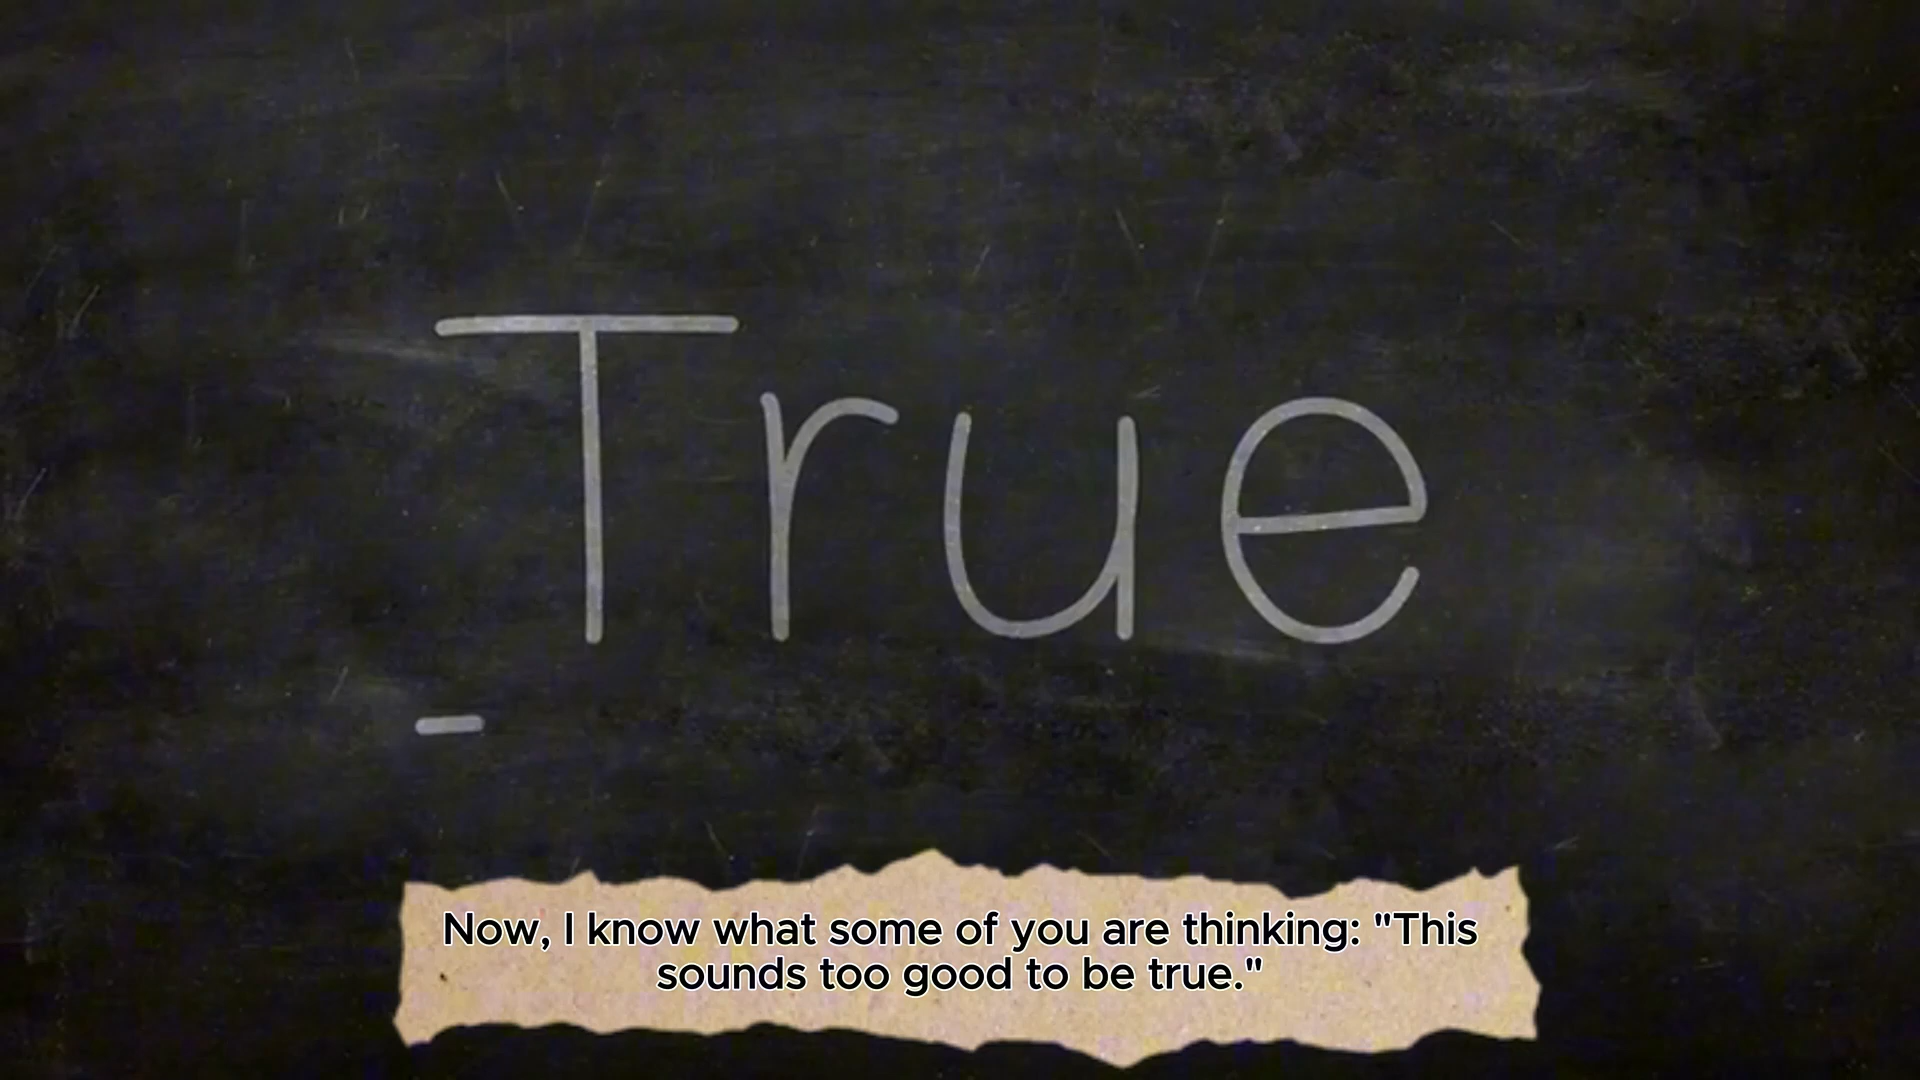 True
Now, I know what some of you are thinking: "This
sounds too good to be true."